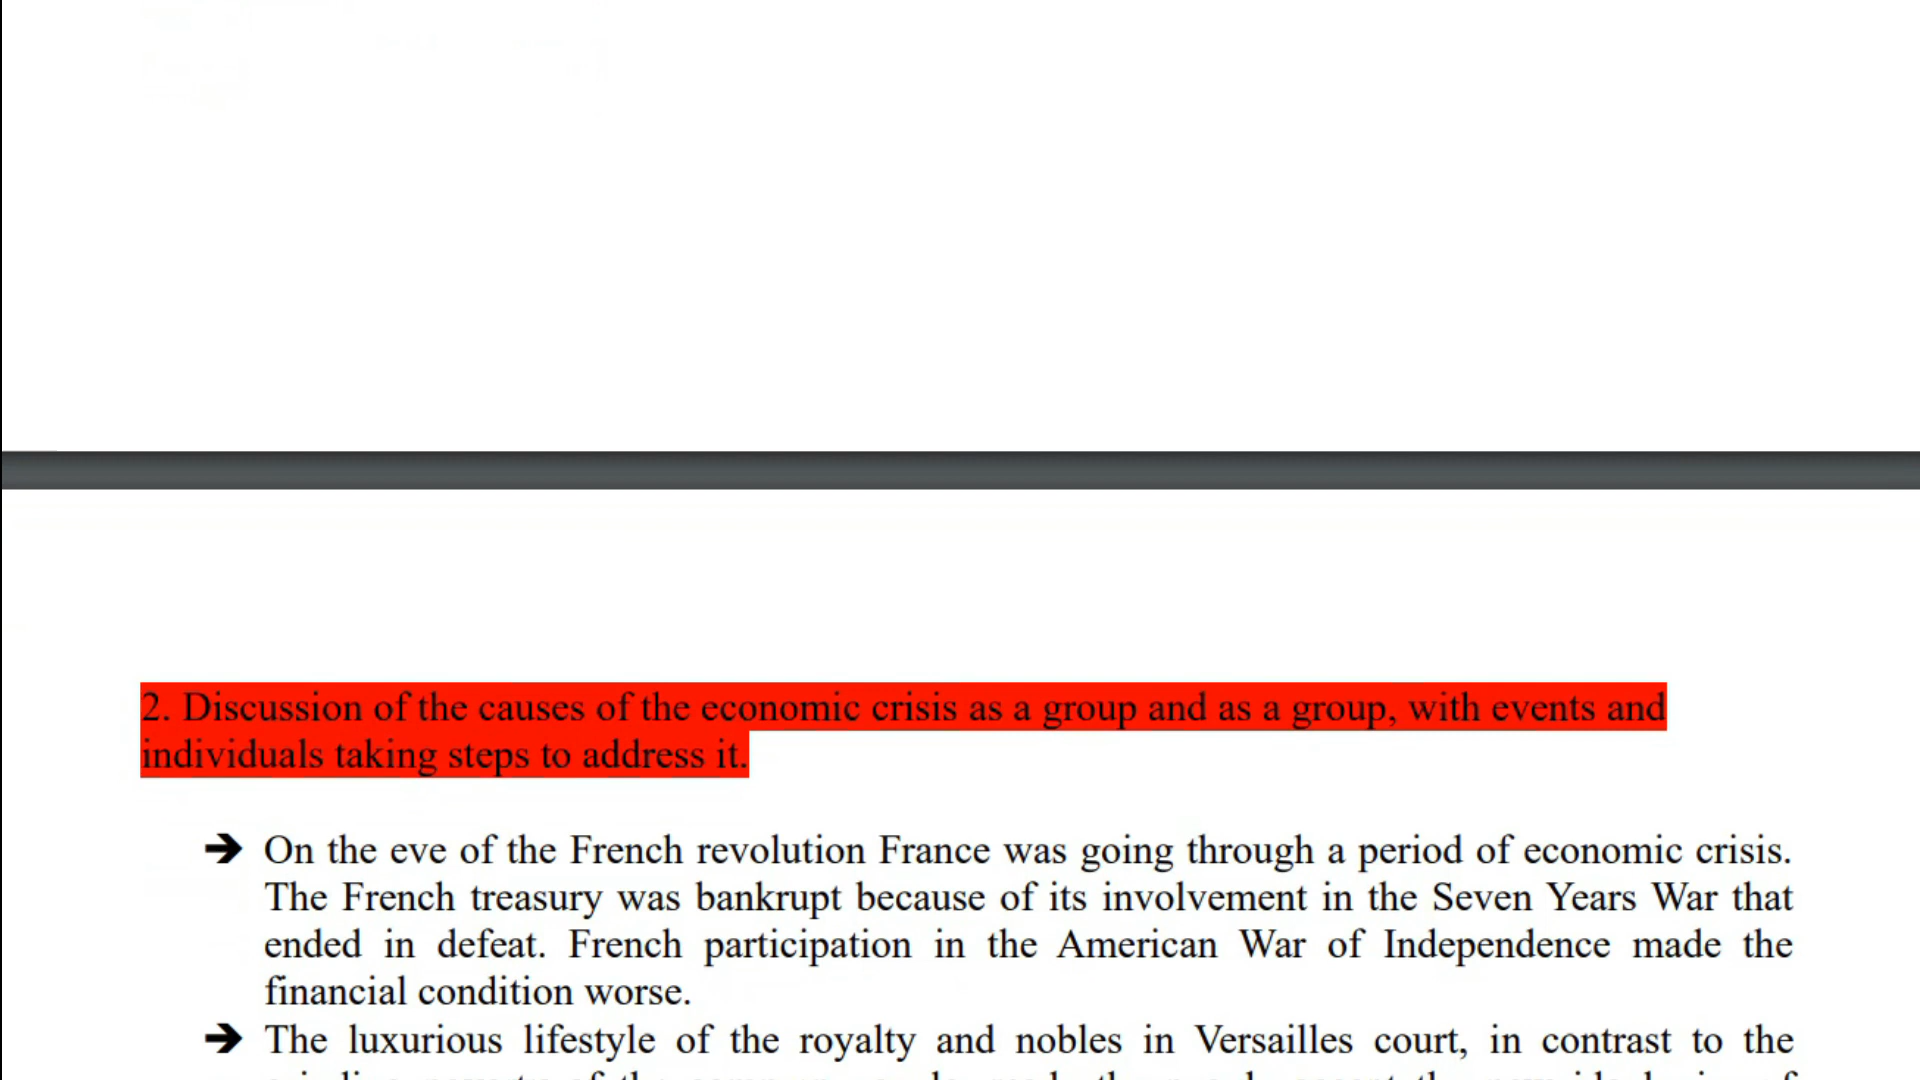 2. Discussion of the causes of the economic crisis as a group and as a group, with events and
individuals taking steps to address it.
➔ On the eve of the French revolution France was going through a period of economic crisis.
The French treasury was bankrupt because of its involvement in the Seven Years War that
ended in defeat. French participation in the American War of Independence made the
financial condition worse.
➔ The luxurious lifestyle of the royalty and nobles in Versailles court, in contrast to the